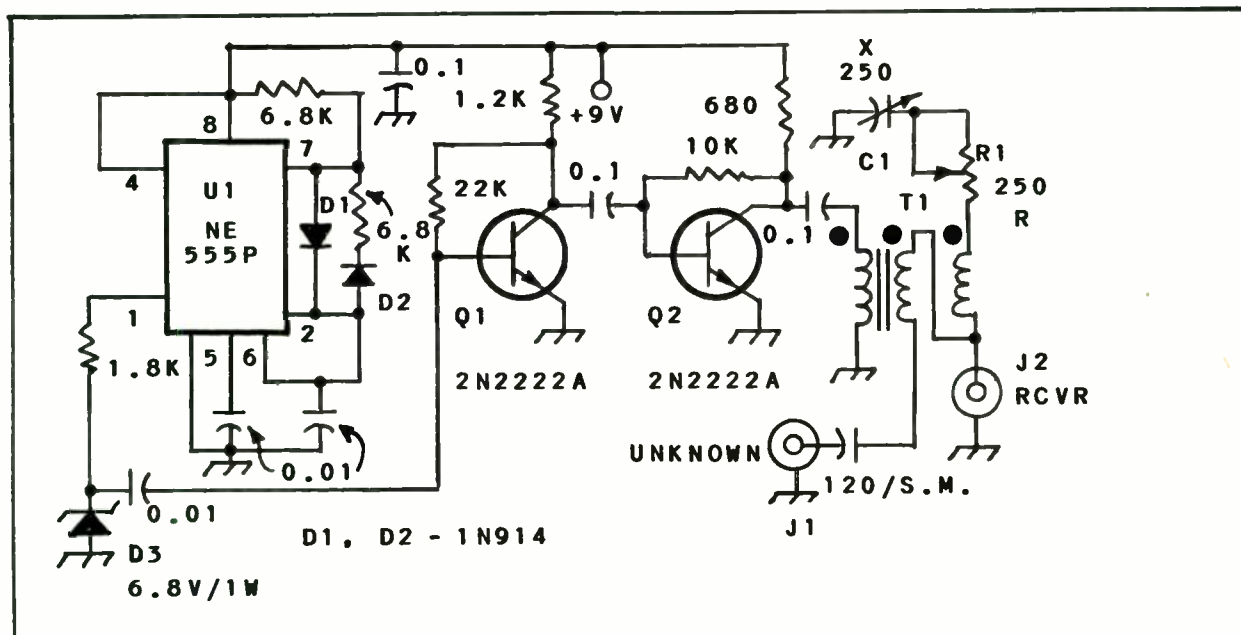 X
250
0.1
1.2K
+9V
680
6.8K
8
7
10K
C1
R1
250
R
4
U1
NE
555P
D1
6.8
K
22K
0.1
0.1
T1
D2
1
2
Q1
Q2
1.8K
5
6
2N2222A
2N2222A
J2
RCVR
UNKNOWN
0.01
120/S.M.
0.01
J1
D1, D2 - 1N914
D3
6.8V/1W